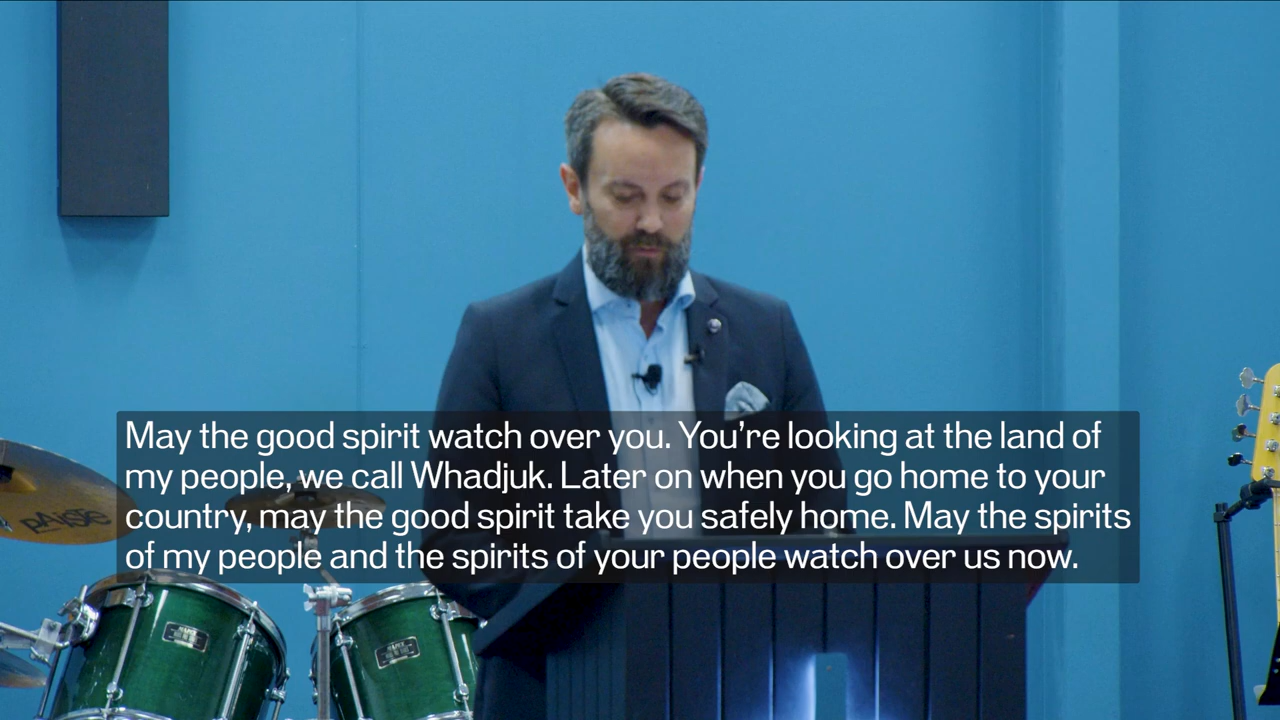 May the good spirit watch over you. You’re looking at the land of
my people, we call Whadjuk. Later on when you go home to your
country, may the good spirit take you safely home. May the spirits
of my people and the spirits of your people watch over us now.
PAISTE